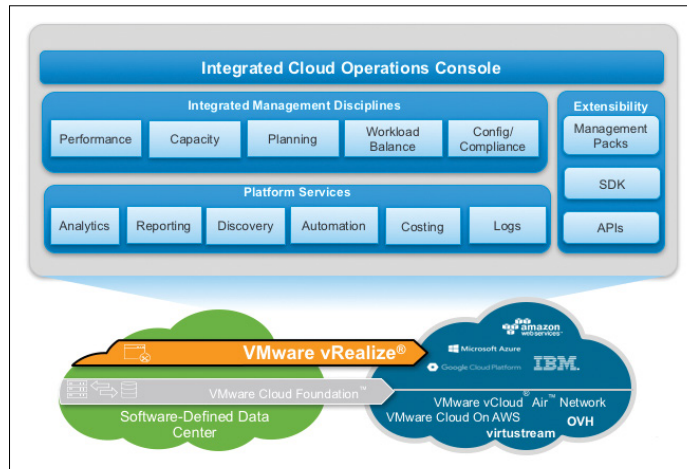 Integrated Cloud Operations Console
Integrated Management Disciplines
Performance
Capacity
Planning
Workload
Balance
Config/
Compliance
Extensibility
Management
Packs
SDK
APIs
Platform Services
Analytics
Reporting
Discovery
Automation
Costing
Logs
VMware vRealize®
VMware Cloud Foundation™
Software-Defined Data
Center
amazon
web services™
Microsoft Azure
Google Cloud Platform
IBM.
VMware vCloud® Air™ Network
VMware Cloud On AWS
OVH
virtustream